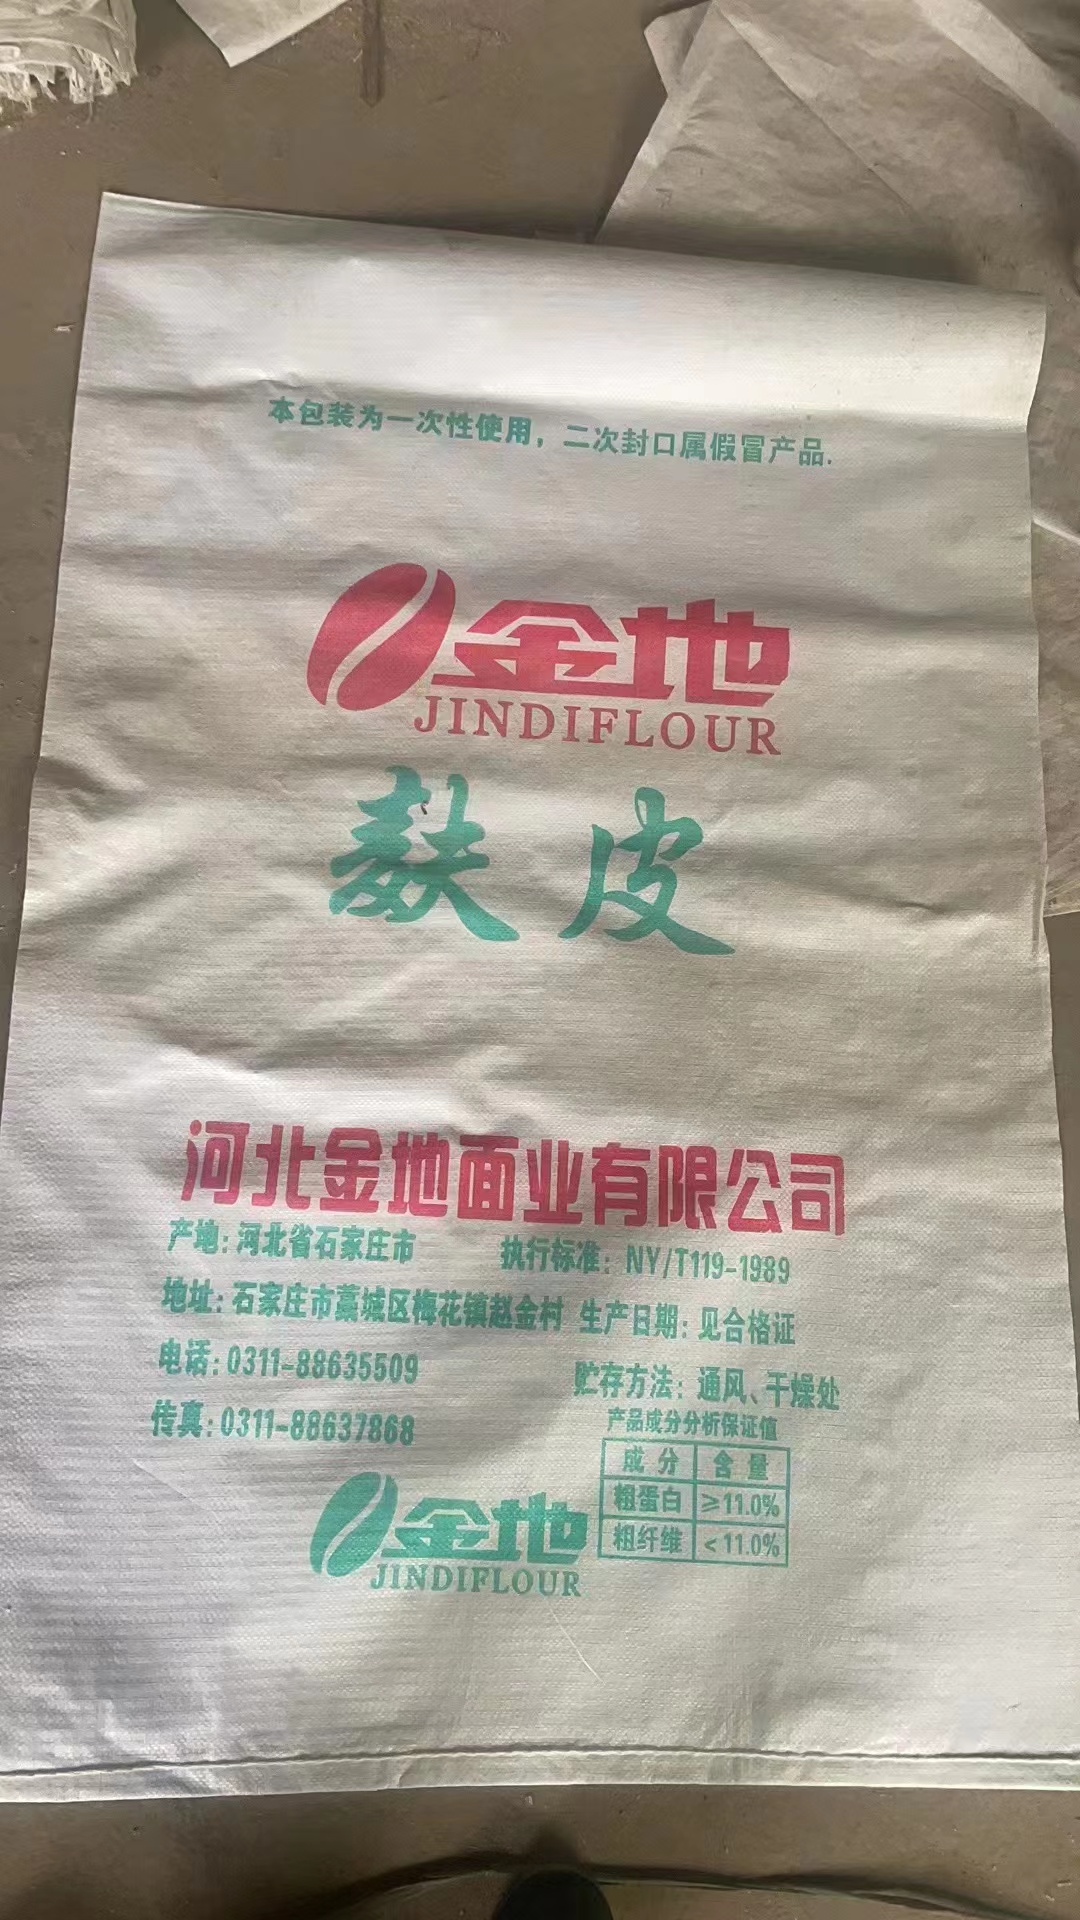 本包装为一次性使用，二次封口属假冒产品.
金地
JINDIFLOUR
麸皮
河北金地面业有限公司
产地：河北省石家庄市
执行标准：NY/T119-1989
地址：石家庄市藁城区梅花镇赵金村
生产日期：见合格证
电话：0311-88635509
贮存方法：通风、干燥处
传真：0311-88637868
产品成分分析保证值
成分 含量
粗蛋白 ≥11.0%
粗纤维 <11.0%
金地
JINDIFLOUR